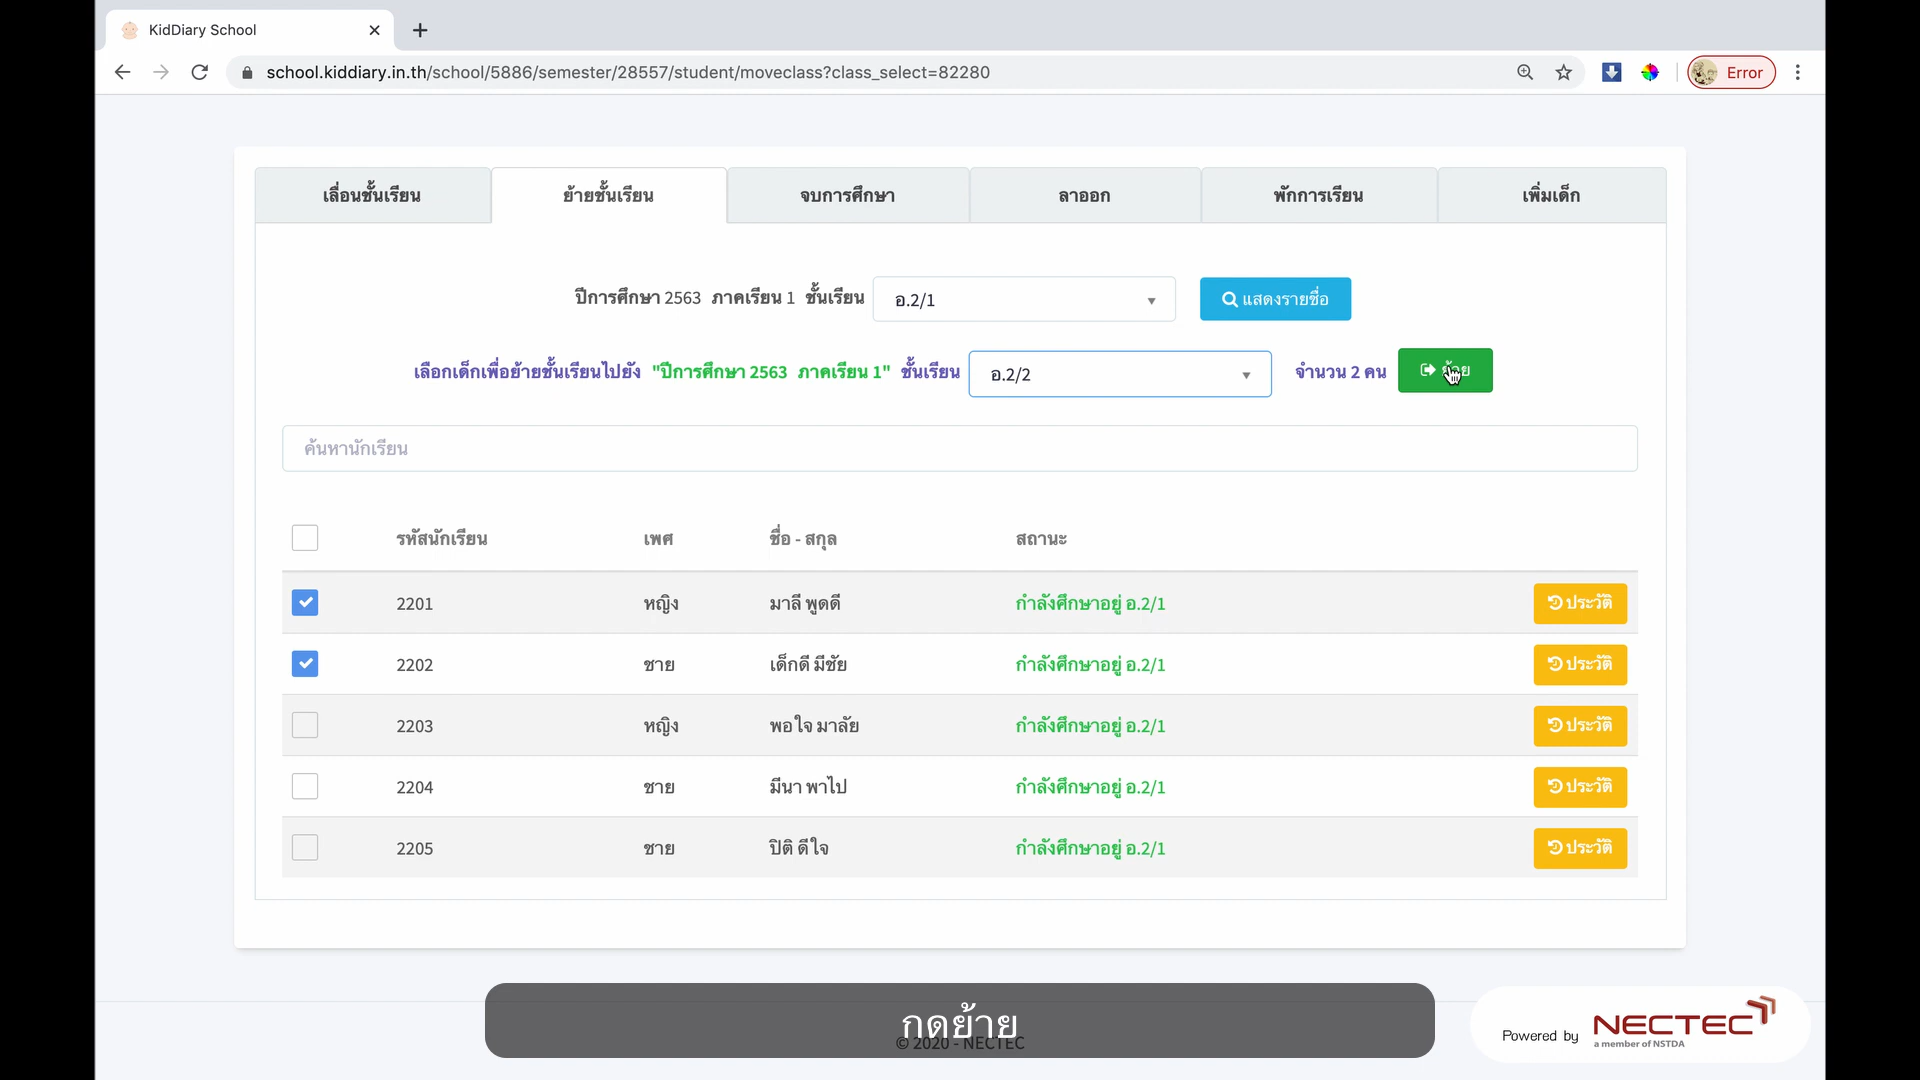 KidDiary School
school.kiddiary.in.th/school/5886/semester/28557/student/moveclass?class_select=82280
Error
เลื่อนชั้นเรียน
ย้ายชั้นเรียน
จบการศึกษา
ลาออก
พักการเรียน
เพิ่มเด็ก
ปีการศึกษา 2563 ภาคเรียน 1 ชั้นเรียน
อ.2/1
แสดงรายชื่อ
เลือกเด็กเพื่อย้ายชั้นเรียนไปยัง "ปีการศึกษา 2563 ภาคเรียน 1" ชั้นเรียน
อ.2/2
จำนวน 2 คน
ย้าย
ค้นหานักเรียน
รหัสนักเรียน เพศ ชื่อ - สกุล สถานะ
2201 หญิง มาลี พูดดี กำลังศึกษาอยู่ อ.2/1 ประวัติ
2202 ชาย เด็กดี มีชัย กำลังศึกษาอยู่ อ.2/1 ประวัติ
2203 หญิง พอใจ มาลัย กำลังศึกษาอยู่ อ.2/1 ประวัติ
2204 ชาย มีนา พาไป กำลังศึกษาอยู่ อ.2/1 ประวัติ
2205 ชาย ปิติ ดีใจ กำลังศึกษาอยู่ อ.2/1 ประวัติ
กดย้าย
© 2020 - NECTEC
Powered by NECTEC
a member of NSTDA